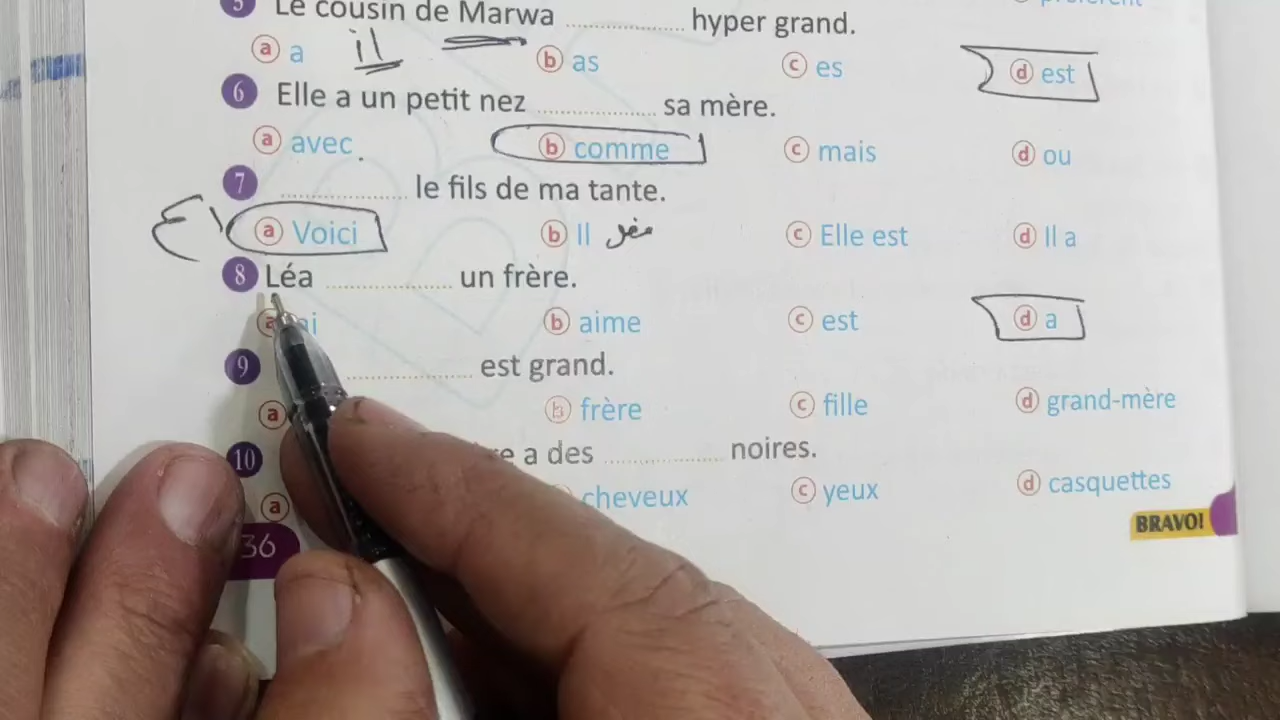 5 Le cousin de Marwa .................. hyper grand.
a a il b as c es d est
6 Elle a un petit nez .................. sa mère.
a avec b comme c mais d ou
7 .................. le fils de ma tante.
a Voici b Il c Elle est d Il a
8 Léa .................. un frère.
a ai b aime c est d a
9 .................. est grand.
a b frère c fille d grand-mère
10 a des .................. noires.
a cheveux c yeux d casquettes
36 BRAVO!